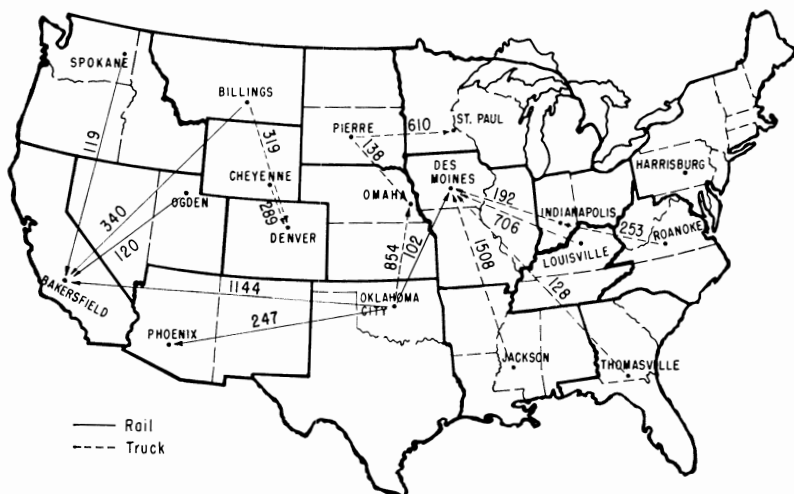 SPOKANE
BILLINGS
119
319
PIERRE
610
ST. PAUL
138
CHEYENNE
DES
MOINES
HARRISBURG
OGDEN
OMAHA
192
340
289
INDIANAPOLIS
706
253
ROANOKE
120
DENVER
854
102
LOUISVILLE
1508
BAKERSFIELD
1144
128
OKLAHOMA
CITY
PHOENIX
247
JACKSON
THOMASVILLE
Rail
Truck